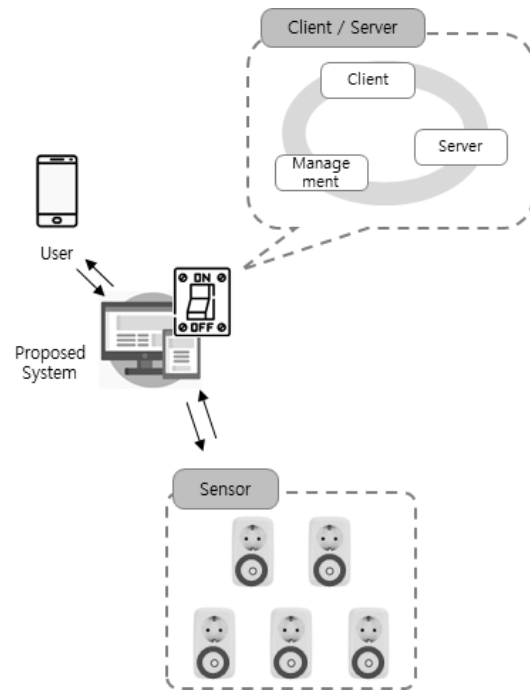 Client / Server
Client
Server
Manage
ment
User
ON
OFF
Proposed
System
Sensor